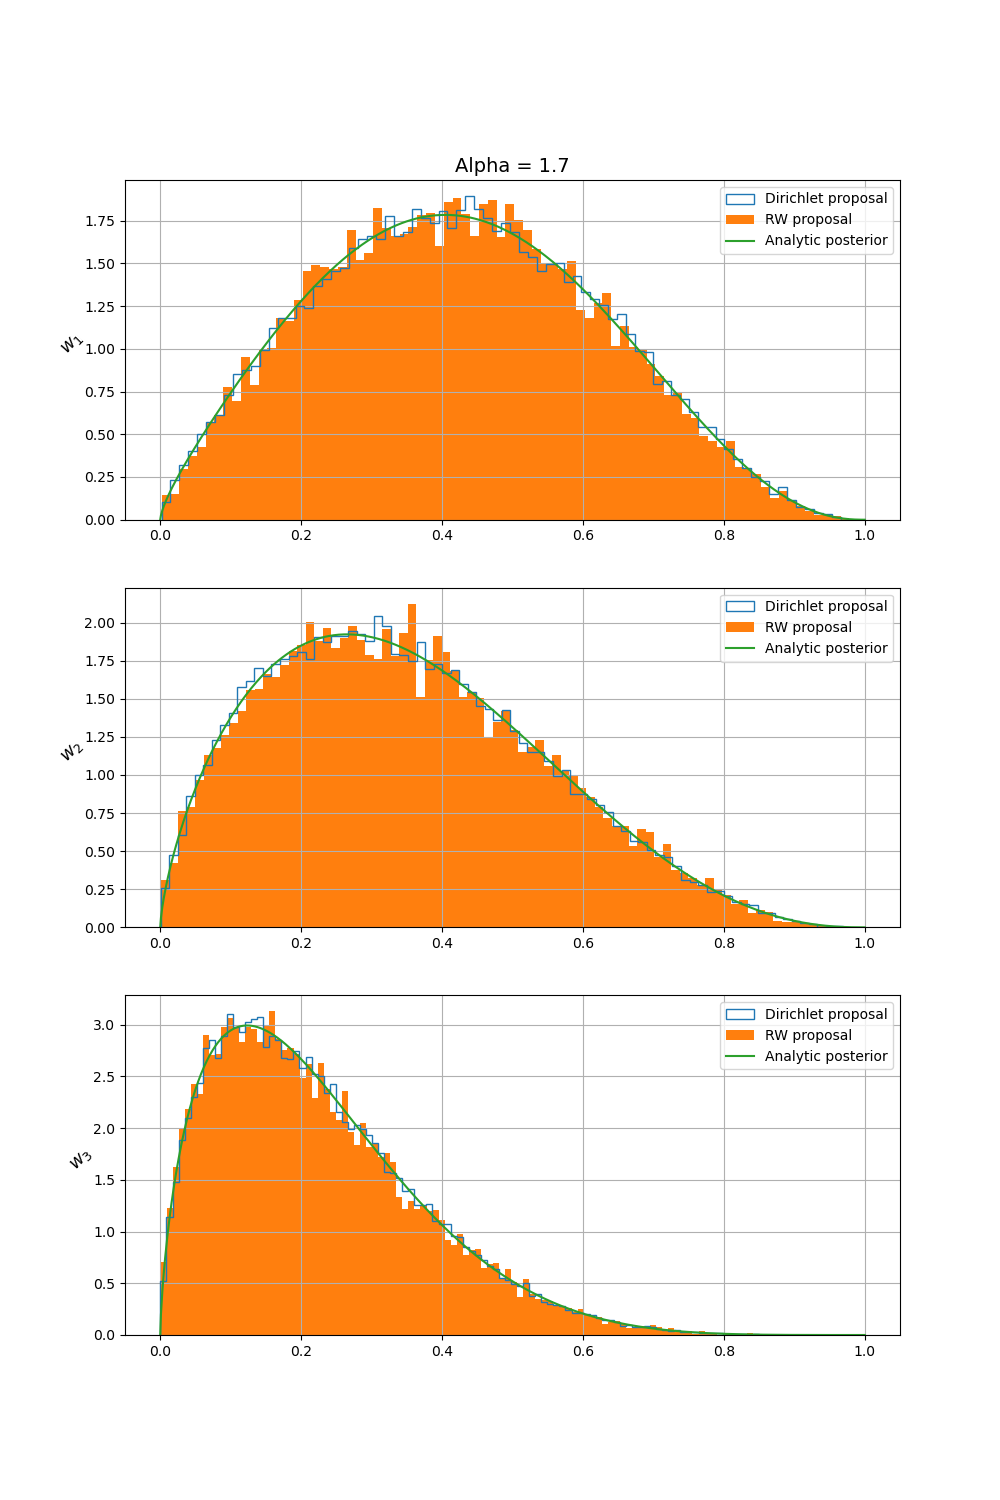 Alpha = 1.7
Dirichlet proposal
RW proposal
Analytic posterior
1.75
1.50
1.25
1.00
0.75
0.50
0.25
0.00
w₁
0.0 0.2 0.4 0.6 0.8 1.0
Dirichlet proposal
RW proposal
Analytic posterior
2.00
1.75
1.50
1.25
1.00
0.75
0.50
0.25
0.00
w₂
0.0 0.2 0.4 0.6 0.8 1.0
Dirichlet proposal
RW proposal
Analytic posterior
3.0
2.5
2.0
1.5
1.0
0.5
0.0
w₃
0.0 0.2 0.4 0.6 0.8 1.0